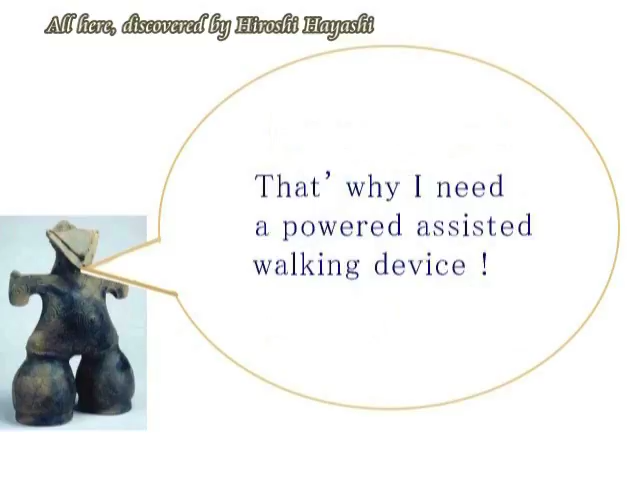 All here, discovered by Hiroshi Hayashi
That' why I need
a powered assisted
walking device !